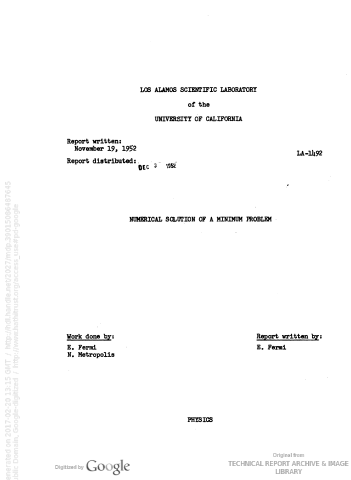 LOS ALAMOS SCIENTIFIC LABORATORY
of the
UNIVERSITY OF CALIFORNIA
Report written:
November 19, 1952
LA-1492
Report distributed:
DEC 1952
NUMERICAL SOLUTION OF A MINIMUM PROBLEM
Work done by:
E. Fermi
N. Metropolis
Report written by:
E. Fermi
PHYSICS
Digitized by Google
Original from
TECHNICAL REPORT ARCHIVE & IMAGE
LIBRARY